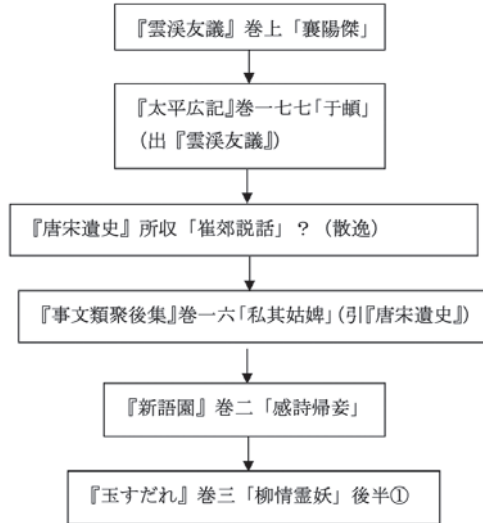 『雲渓友議』巻上「襄陽傑」
『太平広記』巻一七七「于頔」
(出『雲渓友議』)
『唐宋遺史』所収「崔郊説話」？(散逸)
『事文類聚後集』巻一六「私其姑婢」(引『唐宋遺史』)
『新語園』巻二「感詩帰妾」
『玉すだれ』巻三「柳情霊妖」後半①